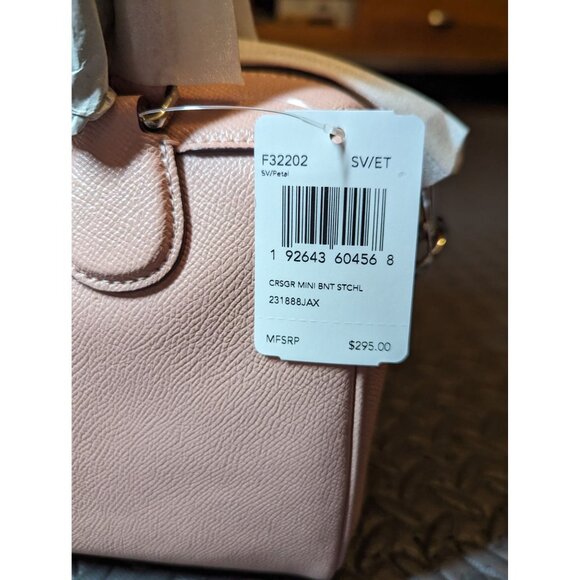 F32202 SV/ET
SV/Petal
1 92643 60456 8
CRSGR MINI BNT STCHL
231888JAX
MFSRP $295.00